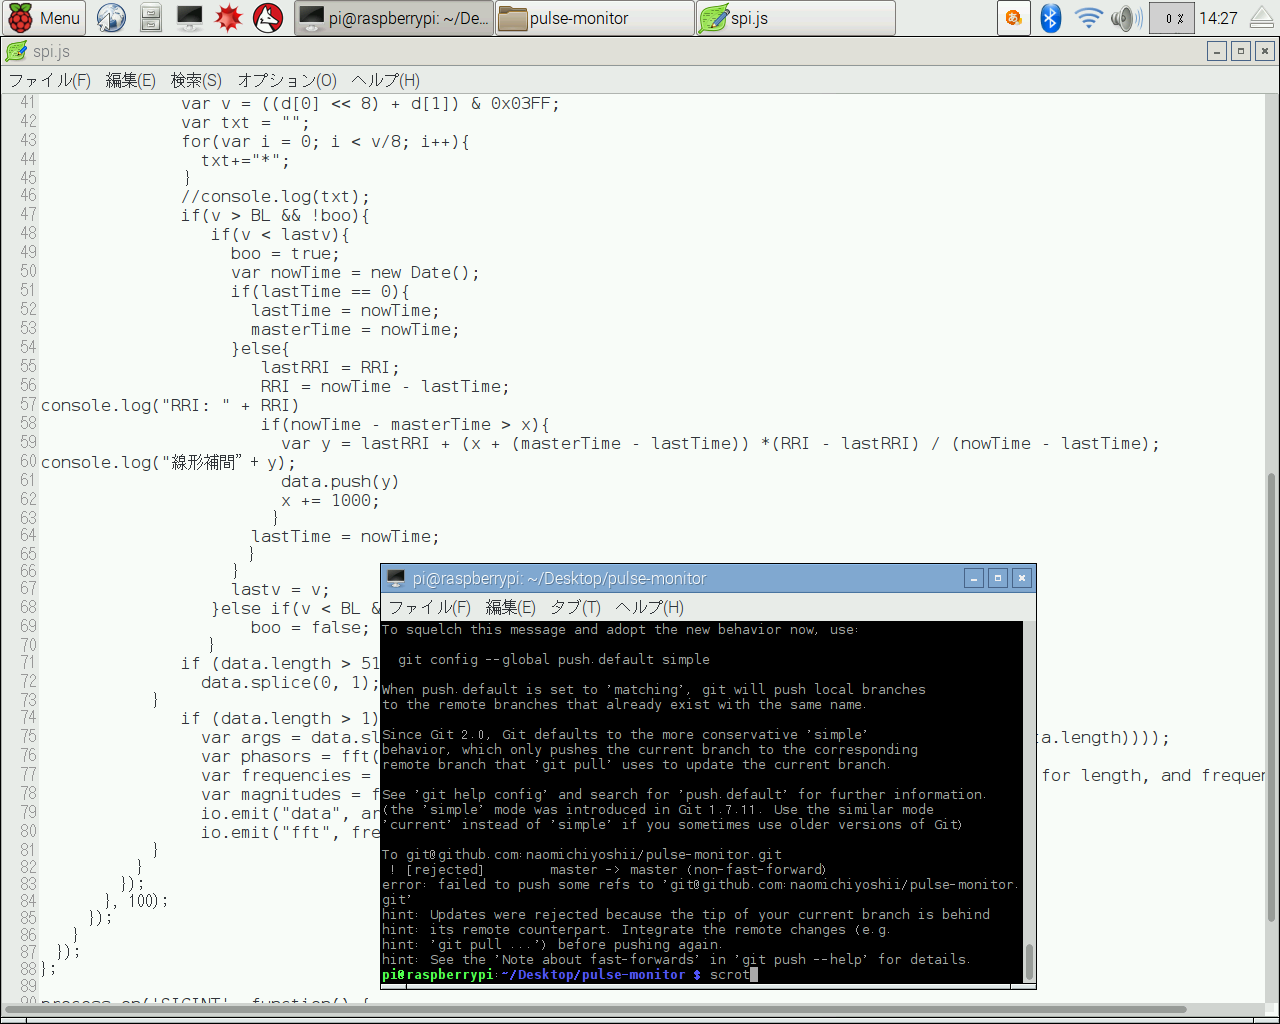 Menu pi@raspberrypi: ~/De... pulse-monitor spi.js あ 0 % 14:27
spi.js
ファイル(F) 編集(E) 検索(S) オプション(O) ヘルプ(H)
41 var v = ((d[0] << 8) + d[1]) & 0x03FF;
42 var txt = "";
43 for(var i = 0; i < v/8; i++){
44 txt+="*";
45 }
46 //console.log(txt);
47 if(v > BL && !boo){
48 if(v < lastv){
49 boo = true;
50 var nowTime = new Date();
51 if(lastTime == 0){
52 lastTime = nowTime;
53 masterTime = nowTime;
54 }else{
55 lastRRI = RRI;
56 RRI = nowTime - lastTime;
57 console.log("RRI: " + RRI)
58 if(nowTime - masterTime > x){
59 var y = lastRRI + (x + (masterTime - lastTime)) *(RRI - lastRRI) / (nowTime - lastTime);
60 console.log("線形補間" + y);
61 data.push(y)
62 x += 1000;
63 }
64 lastTime = nowTime;
65 }
66 }
67 lastv = v;
68 }else if(v < BL &
69 boo = false;
70 }
71 if (data.length > 51
72 data.splice(0, 1);
73 }
74 if (data.length > 1)
75 var args = data.sl ta.length))));
76 var phasors = fft(
77 var frequencies = for length, and frequen
78 var magnitudes = f
79 io.emit("data", ar
80 io.emit("fft", fre
81 }
82 }
83 });
84 }, 100);
85 });
86 }
87 });
88 };
89
90 process.on('SIGINT', function() {
pi@raspberrypi: ~/Desktop/pulse-monitor
ファイル(F) 編集(E) タブ(T) ヘルプ(H)
To squelch this message and adopt the new behavior now, use:
git config --global push.default simple
When push.default is set to 'matching', git will push local branches
to the remote branches that already exist with the same name.
Since Git 2.0, Git defaults to the more conservative 'simple'
behavior, which only pushes the current branch to the corresponding
remote branch that 'git pull' uses to update the current branch.
See 'git help config' and search for 'push.default' for further information.
(the 'simple' mode was introduced in Git 1.7.11. Use the similar mode
'current' instead of 'simple' if you sometimes use older versions of Git)
To git@github.com:naomichiyoshii/pulse-monitor.git
! [rejected] master -> master (non-fast-forward)
error: failed to push some refs to 'git@github.com:naomichiyoshii/pulse-monitor.
git'
hint: Updates were rejected because the tip of your current branch is behind
hint: its remote counterpart. Integrate the remote changes (e.g.
hint: 'git pull ...') before pushing again.
hint: See the 'Note about fast-forwards' in 'git push --help' for details.
pi@raspberrypi:~/Desktop/pulse-monitor $ scrot